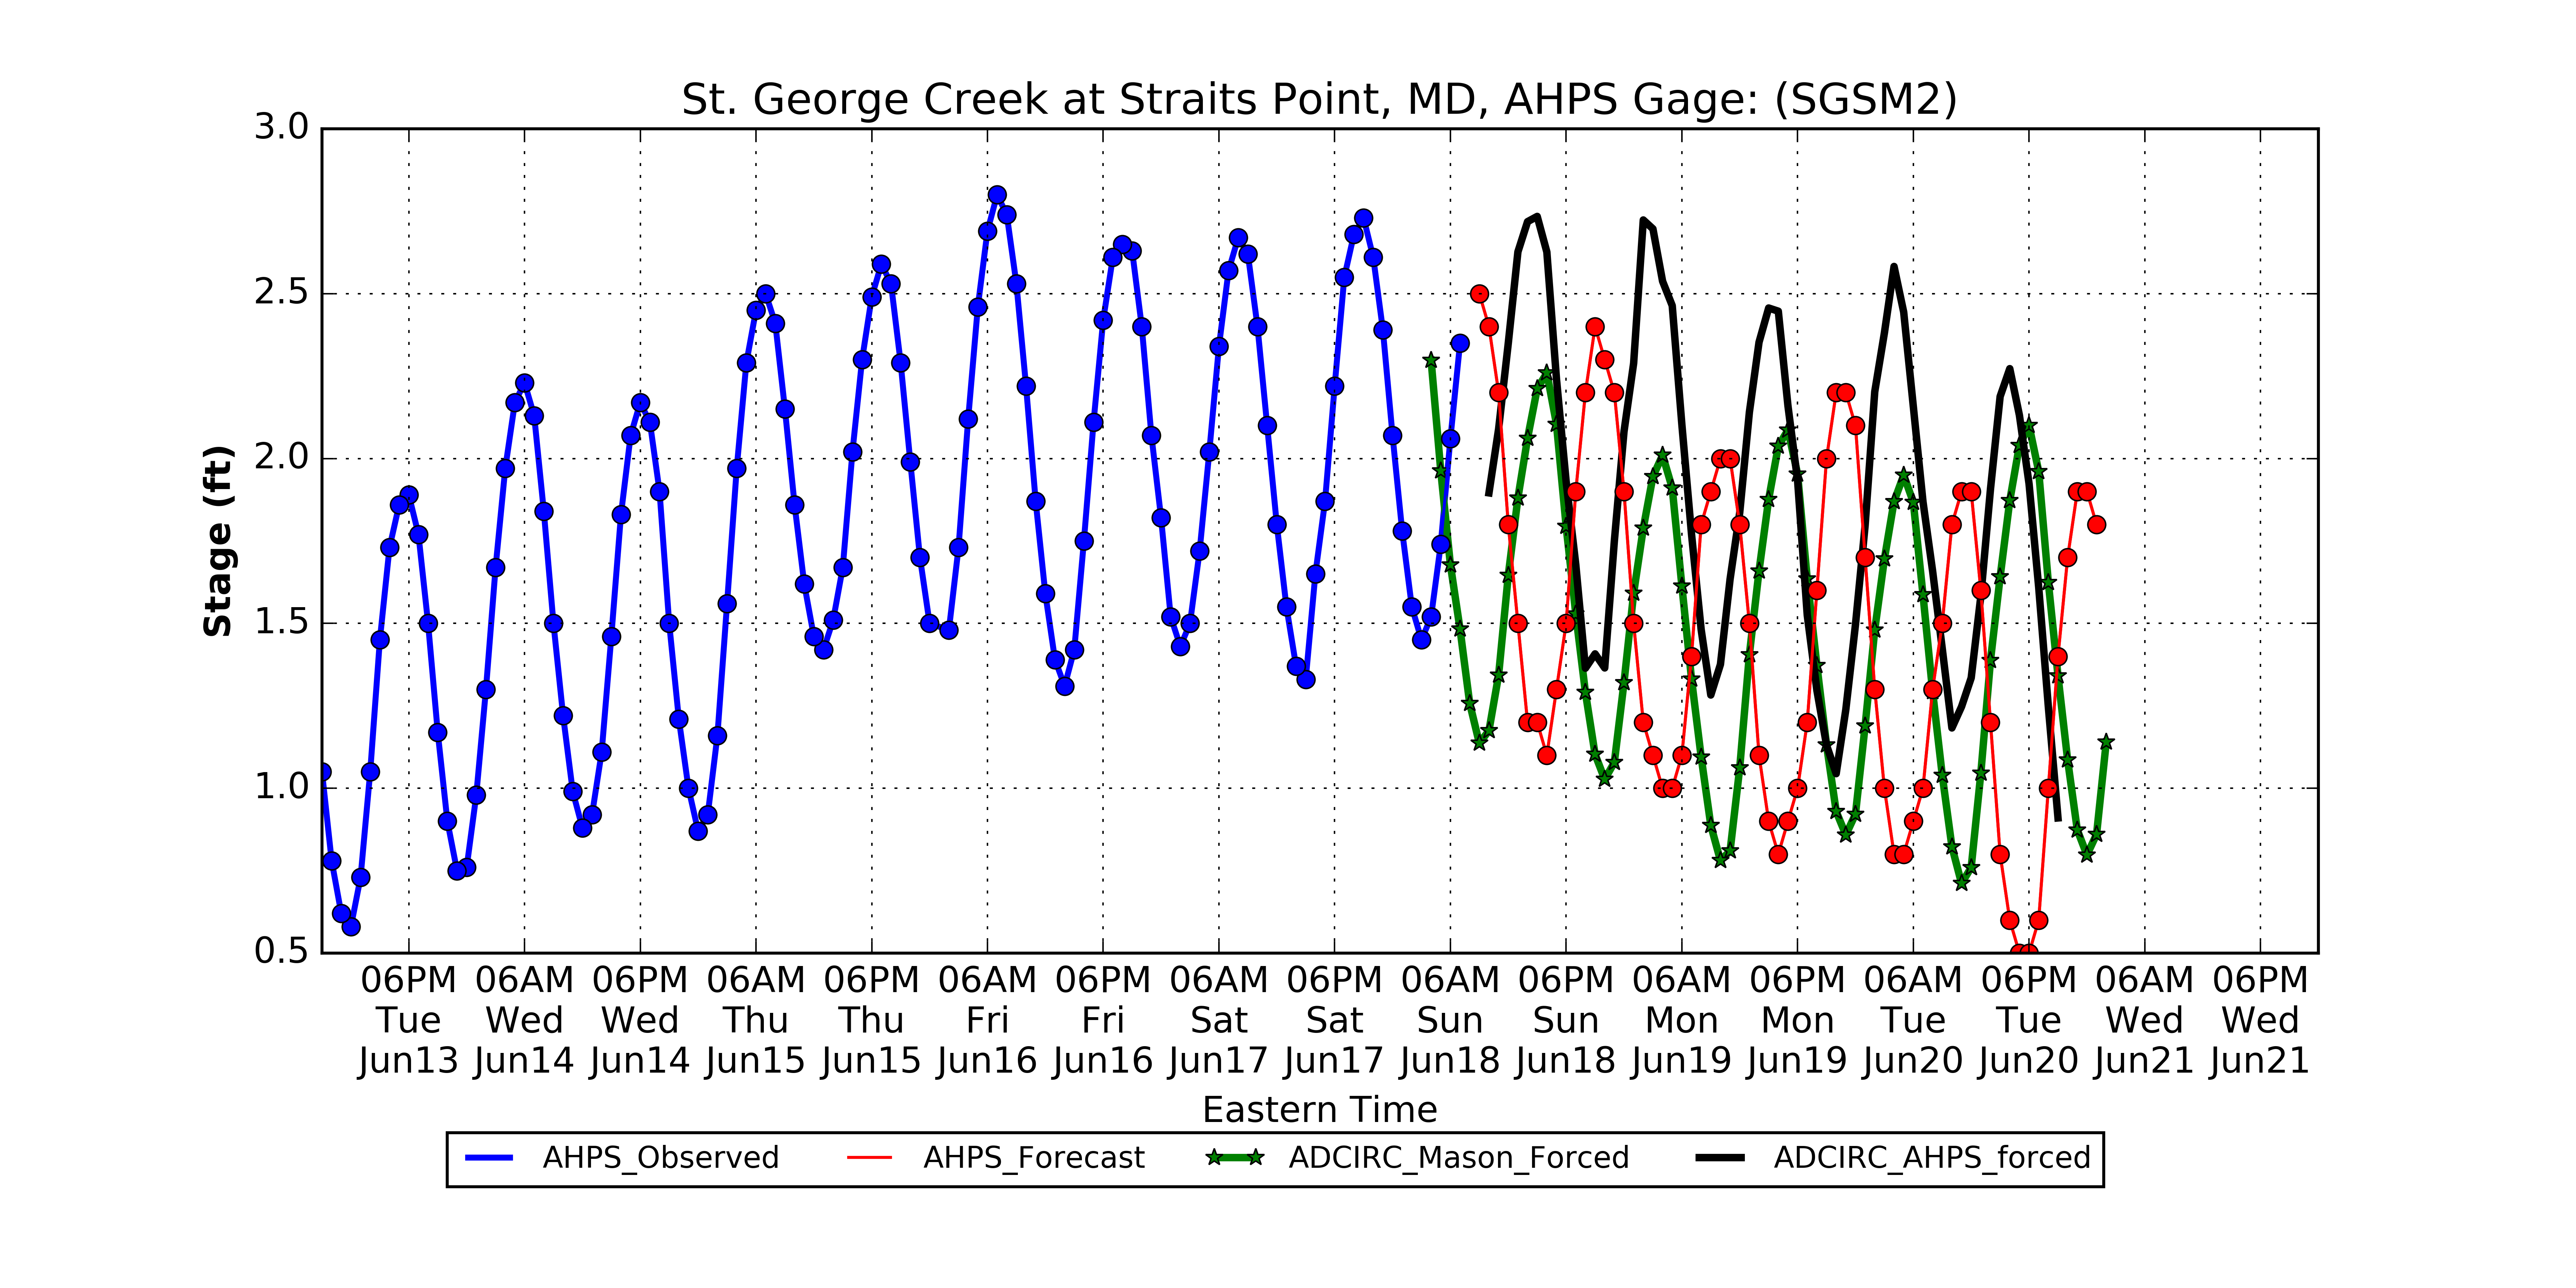 St. George Creek at Straits Point, MD, AHPS Gage: (SGSM2)
3.0
2.5
2.0
1.5
1.0
0.5
Stage (ft)
06PM 06AM 06PM 06AM 06PM 06AM 06PM 06AM 06PM 06AM 06PM 06AM 06PM 06AM 06PM 06AM 06PM
Tue Wed Wed Thu Thu Fri Fri Sat Sat Sun Sun Mon Mon Tue Tue Wed Wed
Jun13 Jun14 Jun14 Jun15 Jun15 Jun16 Jun16 Jun17 Jun17 Jun18 Jun18 Jun19 Jun19 Jun20 Jun20 Jun21 Jun21
Eastern Time
AHPS_Observed AHPS_Forecast ADCIRC_Mason_Forced ADCIRC_AHPS_forced